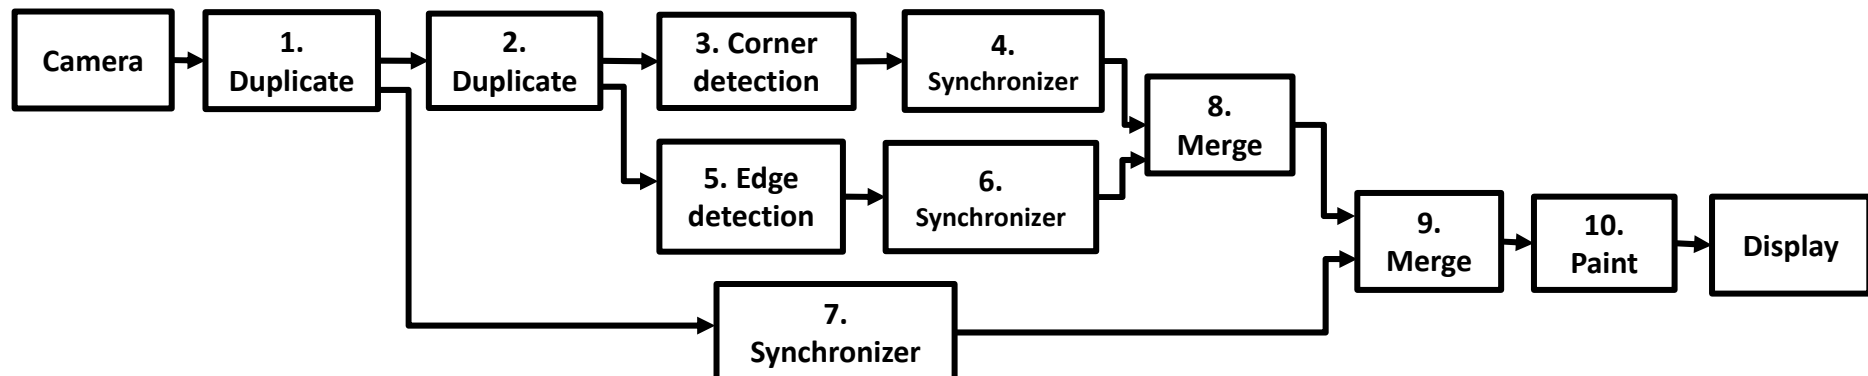 Camera
1.
Duplicate
2.
Duplicate
3. Corner
detection
4.
Synchronizer
5. Edge
detection
6.
Synchronizer
7.
Synchronizer
8.
Merge
9.
Merge
10.
Paint
Display